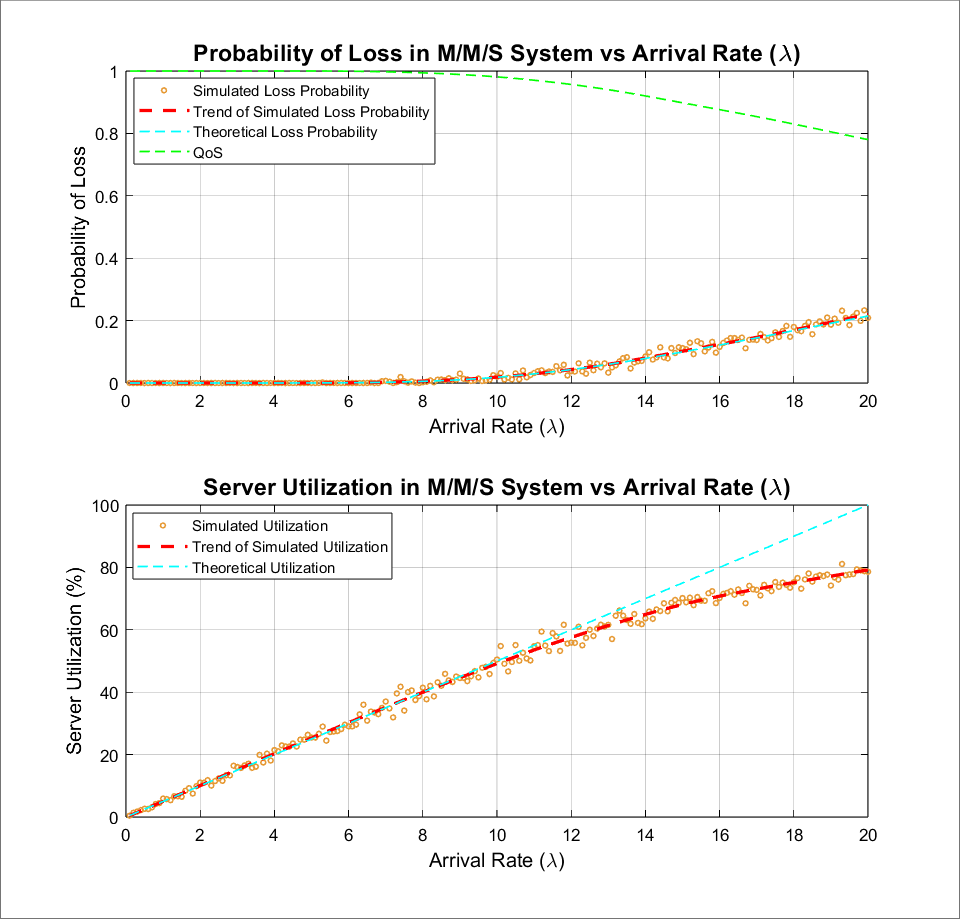 Probability of Loss in M/M/S System vs Arrival Rate (λ)
1
0.8
0.6
0.4
0.2
0
Probability of Loss
Simulated Loss Probability
Trend of Simulated Loss Probability
Theoretical Loss Probability
QoS
0 2 4 6 8 10 12 14 16 18 20
Arrival Rate (λ)
Server Utilization in M/M/S System vs Arrival Rate (λ)
100
80
60
40
20
0
Server Utilization (%)
Simulated Utilization
Trend of Simulated Utilization
Theoretical Utilization
0 2 4 6 8 10 12 14 16 18 20
Arrival Rate (λ)